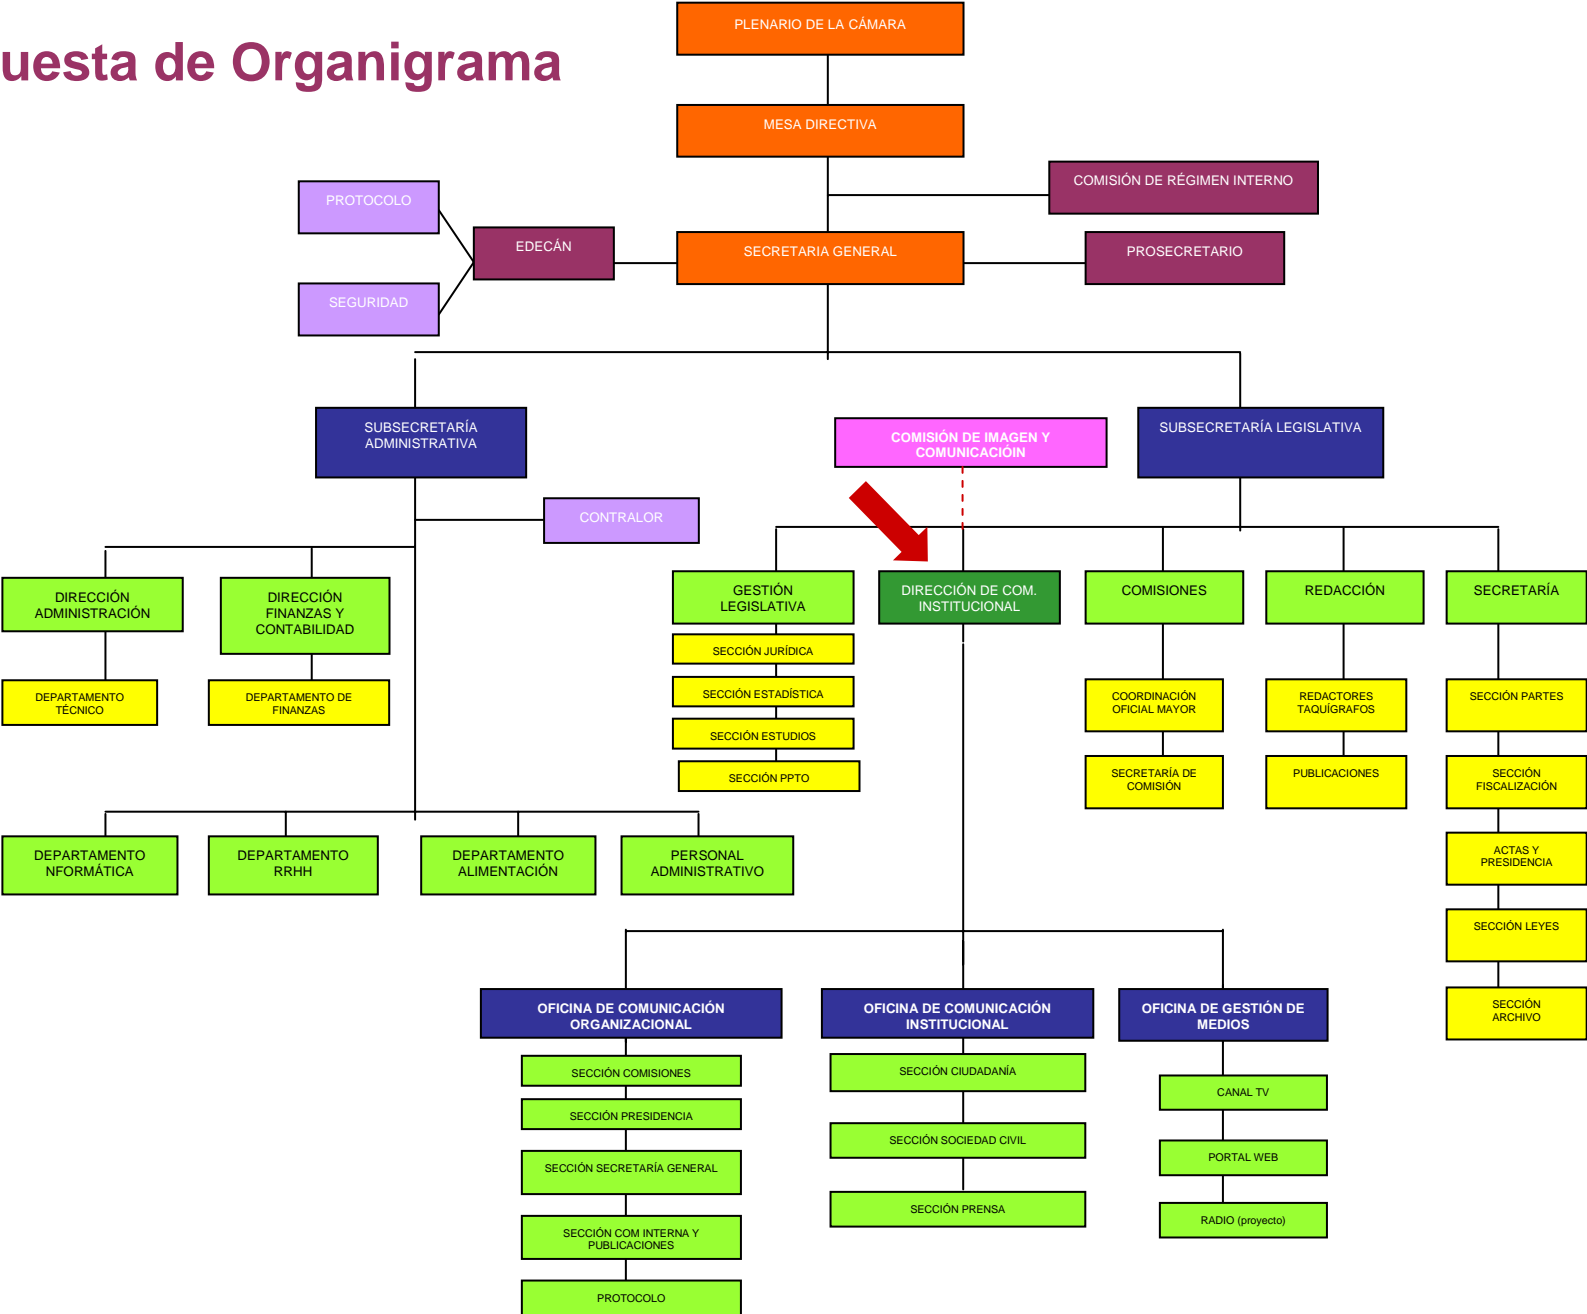 PLENARIO DE LA CÁMARA
uesta de Organigrama
MESA DIRECTIVA
COMISIÓN DE RÉGIMEN INTERNO
PROTOCOLO
EDECÁN
SECRETARIA GENERAL
PROSECRETARIO
SEGURIDAD
SUBSECRETARÍA
ADMINISTRATIVA
COMISIÓN DE IMAGEN Y
COMUNICACIÓIN
SUBSECRETARÍA LEGISLATIVA
CONTRALOR
DIRECCIÓN
ADMINISTRACIÓN
DIRECCIÓN
FINANZAS Y
CONTABILIDAD
GESTIÓN
LEGISLATIVA
DIRECCIÓN DE COM.
INSTITUCIONAL
COMISIONES
REDACCIÓN
SECRETARÍA
DEPARTAMENTO
TÉCNICO
DEPARTAMENTO DE
FINANZAS
SECCIÓN JURÍDICA
SECCIÓN ESTADÍSTICA
SECCIÓN ESTUDIOS
SECCIÓN PPTO
COORDINACIÓN
OFICIAL MAYOR
SECRETARÍA DE
COMISIÓN
REDACTORES
TAQUÍGRAFOS
PUBLICACIONES
SECCIÓN PARTES
SECCIÓN
FISCALIZACIÓN
ACTAS Y
PRESIDENCIA
SECCIÓN LEYES
SECCIÓN
ARCHIVO
DEPARTAMENTO
NFORMÁTICA
DEPARTAMENTO
RRHH
DEPARTAMENTO
ALIMENTACIÓN
PERSONAL
ADMINISTRATIVO
OFICINA DE COMUNICACIÓN
ORGANIZACIONAL
SECCIÓN COMISIONES
SECCIÓN PRESIDENCIA
SECCIÓN SECRETARÍA GENERAL
SECCIÓN COM INTERNA Y
PUBLICACIONES
PROTOCOLO
OFICINA DE COMUNICACIÓN
INSTITUCIONAL
SECCIÓN CIUDADANÍA
SECCIÓN SOCIEDAD CIVIL
SECCIÓN PRENSA
OFICINA DE GESTIÓN DE
MEDIOS
CANAL TV
PORTAL WEB
RADIO (proyecto)